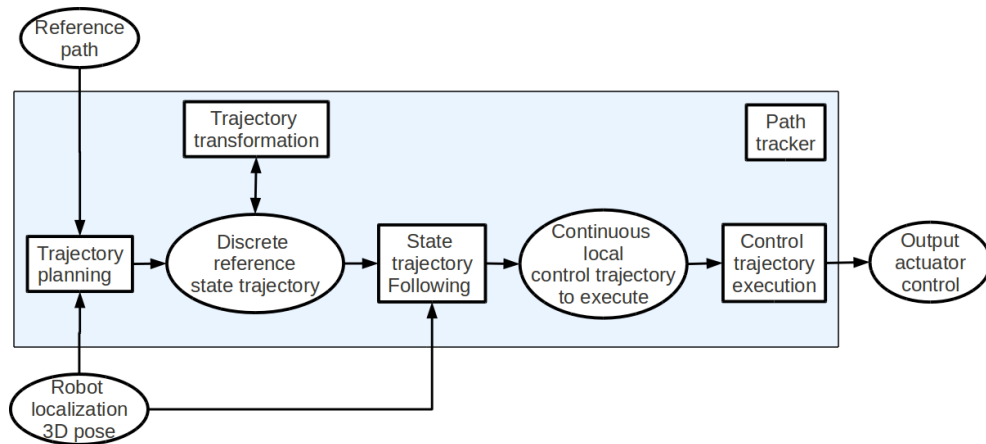 Reference
path
Trajectory
transformation
Path
tracker
Trajectory
planning
Discrete
reference
state trajectory
State
trajectory
Following
Continuous
local
control trajectory
to execute
Control
trajectory
execution
Output
actuator
control
Robot
localization
3D pose